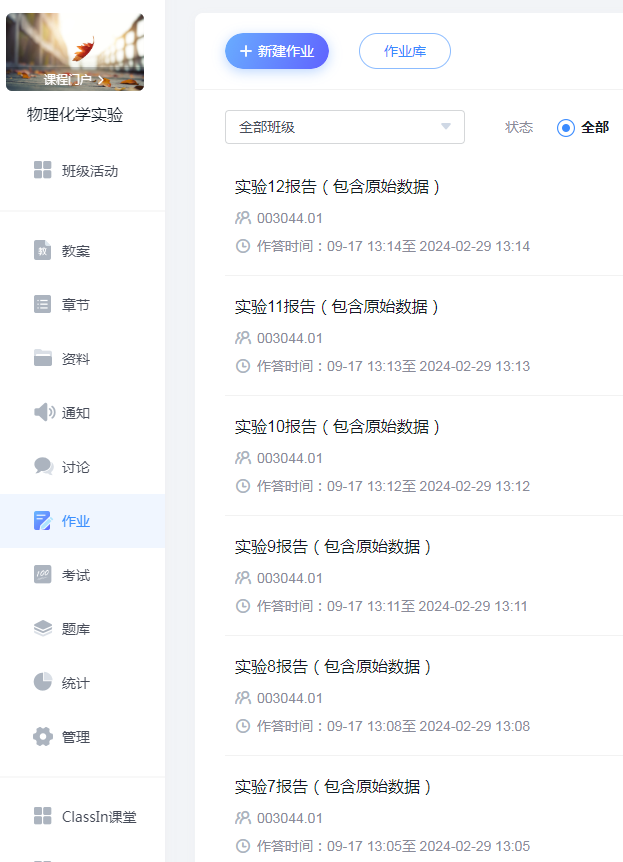 课程门户 >
物理化学实验
班级活动
教案
章节
资料
通知
讨论
作业
考试
题库
统计
管理
ClassIn课堂
+ 新建作业
作业库
全部班级
状态
全部
实验12报告（包含原始数据）
003044.01
作答时间：09-17 13:14至 2024-02-29 13:14
实验11报告（包含原始数据）
003044.01
作答时间：09-17 13:13至 2024-02-29 13:13
实验10报告（包含原始数据）
003044.01
作答时间：09-17 13:12至 2024-02-29 13:12
实验9报告（包含原始数据）
003044.01
作答时间：09-17 13:11至 2024-02-29 13:11
实验8报告（包含原始数据）
003044.01
作答时间：09-17 13:08至 2024-02-29 13:08
实验7报告（包含原始数据）
003044.01
作答时间：09-17 13:05至 2024-02-29 13:05